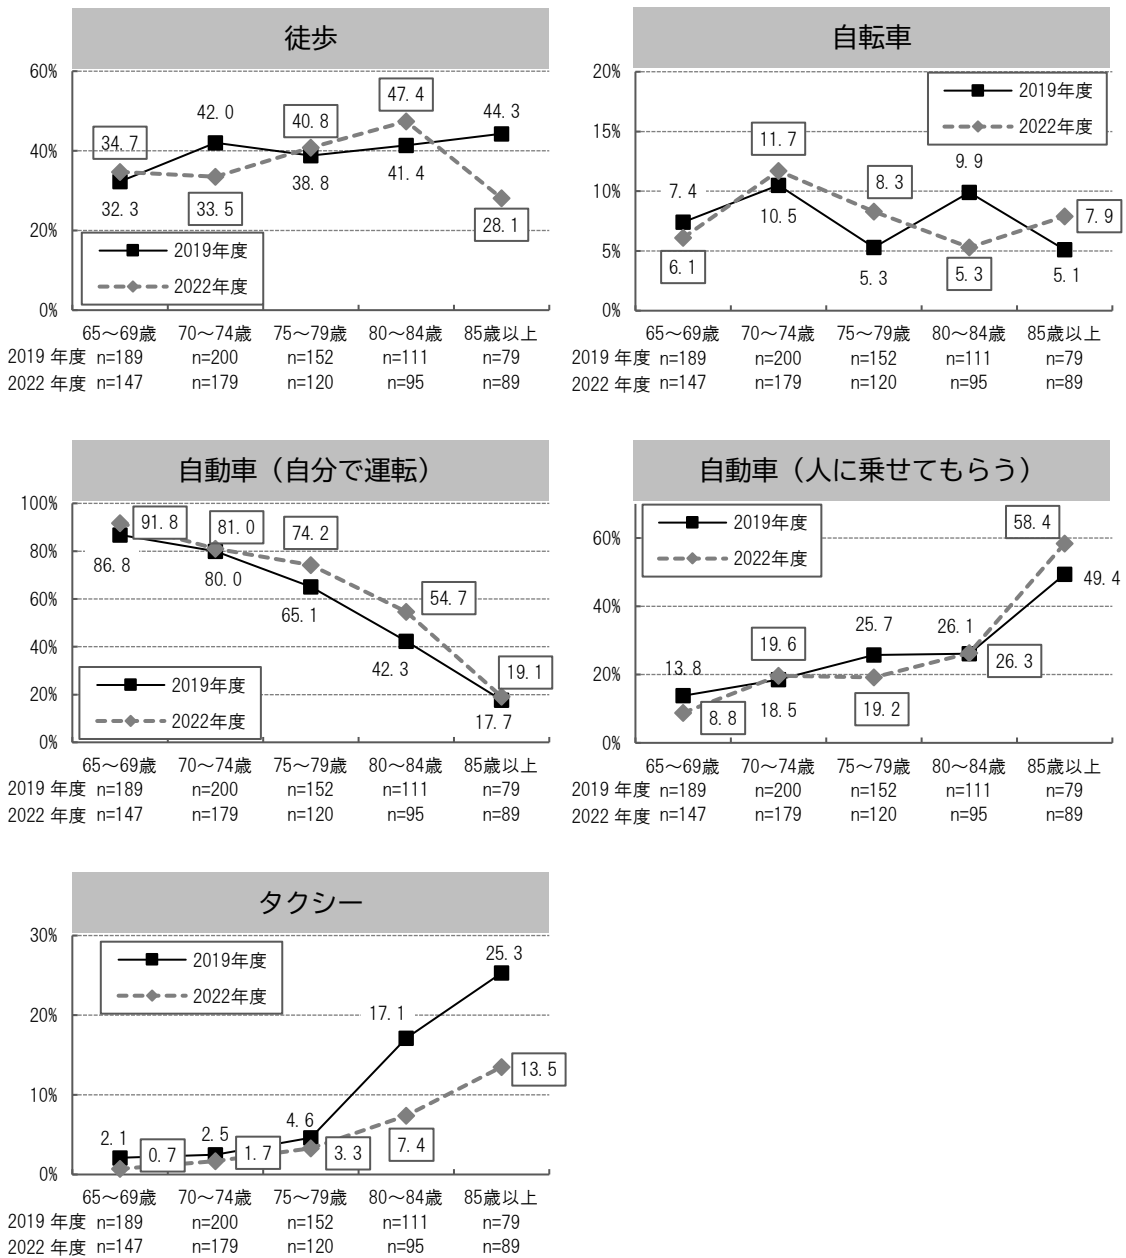 徒歩
60%
40%
20%
0%
34.7
42.0
40.8
47.4
44.3
32.3
33.5
38.8
41.4
28.1
2019年度
2022年度
65～69歳 70～74歳 75～79歳 80～84歳 85歳以上
2019 年度 n=189 n=200 n=152 n=111 n=79
2022 年度 n=147 n=179 n=120 n=95 n=89
自転車
20%
15%
10%
5%
0%
2019年度
2022年度
7.4
11.7
8.3
9.9
7.9
6.1
10.5
5.3
5.3
5.1
65～69歳 70～74歳 75～79歳 80～84歳 85歳以上
2019 年度 n=189 n=200 n=152 n=111 n=79
2022 年度 n=147 n=179 n=120 n=95 n=89
自動車（自分で運転）
100%
80%
60%
40%
20%
0%
91.8
81.0
74.2
54.7
19.1
86.8
80.0
65.1
42.3
17.7
2019年度
2022年度
65～69歳 70～74歳 75～79歳 80～84歳 85歳以上
2019 年度 n=189 n=200 n=152 n=111 n=79
2022 年度 n=147 n=179 n=120 n=95 n=89
自動車（人に乗せてもらう）
60%
40%
20%
0%
2019年度
2022年度
13.8
19.6
25.7
26.1
58.4
49.4
8.8
18.5
19.2
26.3
65～69歳 70～74歳 75～79歳 80～84歳 85歳以上
2019 年度 n=189 n=200 n=152 n=111 n=79
2022 年度 n=147 n=179 n=120 n=95 n=89
タクシー
30%
20%
10%
0%
2019年度
2022年度
2.1
2.5
4.6
17.1
25.3
0.7
1.7
3.3
7.4
13.5
65～69歳 70～74歳 75～79歳 80～84歳 85歳以上
2019 年度 n=189 n=200 n=152 n=111 n=79
2022 年度 n=147 n=179 n=120 n=95 n=89